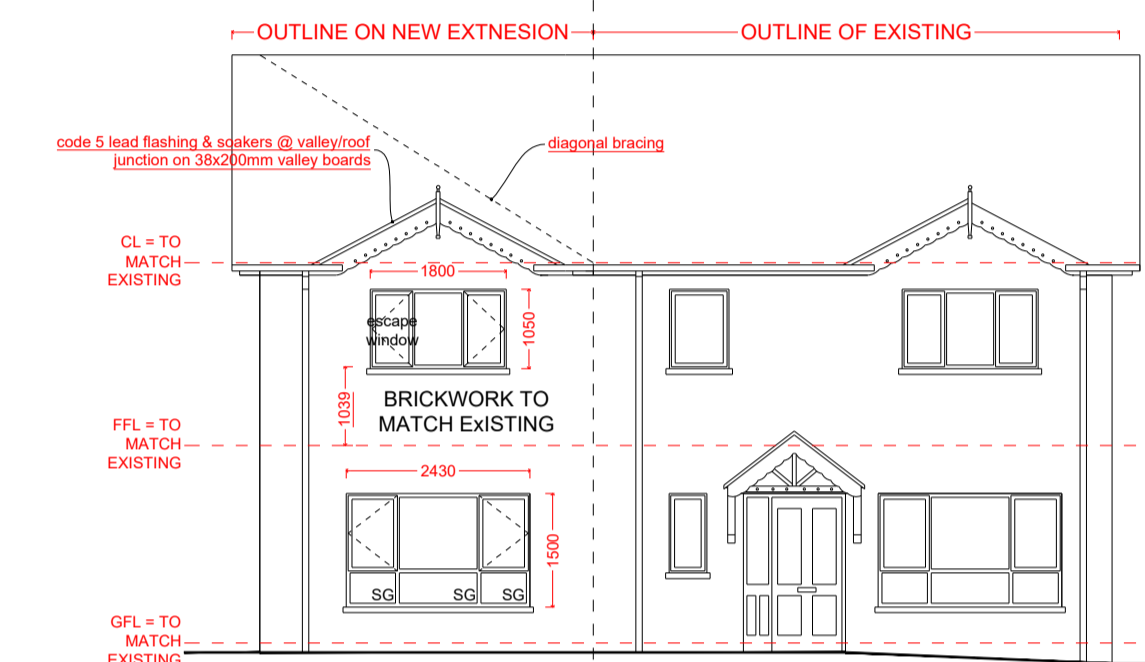 OUTLINE ON NEW EXTNESION
OUTLINE OF EXISTING
code 5 lead flashing & soakers @ valley/roof
junction on 38x200mm valley boards
diagonal bracing
CL = TO
MATCH
EXISTING
1800
escape
window
1050
1039
BRICKWORK TO
MATCH ExISTING
FFL = TO
MATCH
EXISTING
2430
1500
SG
SG
SG
GFL = TO
MATCH
EXISTING